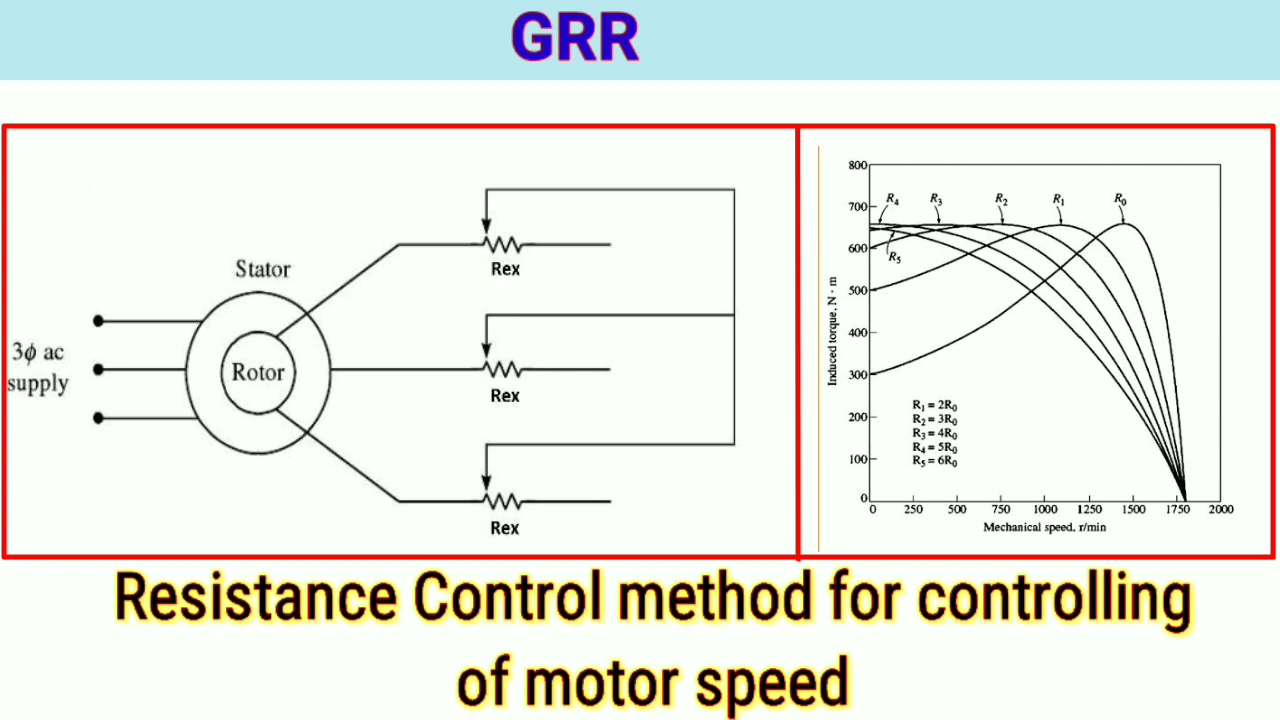 GRR
Stator
3ϕ ac
supply
Rotor
Rex
Rex
Rex
800
700
600
500
400
300
200
100
0
Induced torque, N · m
R₄
R₃
R₂
R₁
R₀
R₅
R₁ = 2R₀
R₂ = 3R₀
R₃ = 4R₀
R₄ = 5R₀
R₅ = 6R₀
0 250 500 750 1000 1250 1500 1750 2000
Mechanical speed, r/min
Resistance Control method for controlling
of motor speed